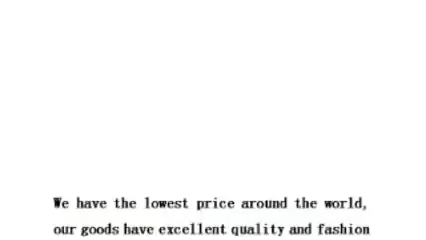 We have the lowest price around the world,
our goods have excellent quality and fashion